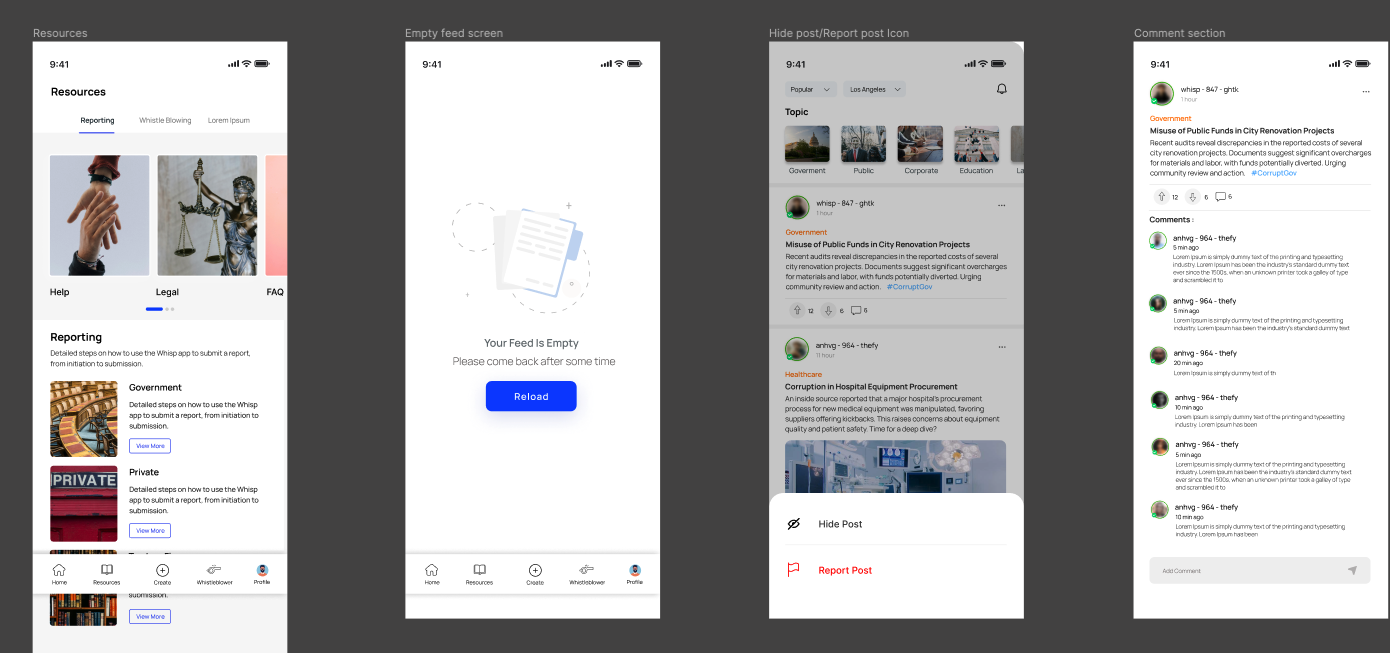 Resources
9:41
Resources
Reporting
Whistle Blowing
Lorem Ipsum
Help
Legal
FAQ
Reporting
Detailed steps on how to use the Whisp app to submit a report,
from initiation to submission.
Government
Detailed steps on how to use the Whisp
app to submit a report, from initiation to
submission.
View More
PRIVATE
Private
Detailed steps on how to use the Whisp
app to submit a report, from initiation to
submission.
View More
Home
Resources
Create
Whistleblower
Profile
submission.
View More
Empty feed screen
9:41
Your Feed Is Empty
Please come back after some time
Reload
Home
Resources
Create
Whistleblower
Profile
Hide post/Report post Icon
9:41
Popular
Los Angeles
Topic
Goverment
Public
Corporate
Education
La
whisp - 847 - ghtk
1 hour
Government
Misuse of Public Funds in City Renovation Projects
Recent audits reveal discrepancies in the reported costs of several
city renovation projects. Documents suggest significant overcharges
for materials and labor, with funds potentially diverted. Urging
community review and action. #CorruptGov
12
6
6
anhvg - 964 - thefy
11 hour
Healthcare
Corruption in Hospital Equipment Procurement
An inside source reported that a major hospital's procurement
process for new medical equipment was manipulated, favoring
suppliers offering kickbacks. This raises concerns about equipment
quality and patient safety. Time for a deep dive?
Hide Post
Report Post
Comment section
9:41
whisp - 847 - ghtk
1 hour
Government
Misuse of Public Funds in City Renovation Projects
Recent audits reveal discrepancies in the reported costs of several
city renovation projects. Documents suggest significant overcharges
for materials and labor, with funds potentially diverted. Urging
community review and action. #CorruptGov
12
6
6
Comments :
anhvg - 964 - thefy
5 min ago
Lorem Ipsum is simply dummy text of the printing and typesetting
industry. Lorem Ipsum has been the industry's standard dummy text
ever since the 1500s, when an unknown printer took a galley of type
and scrambled it to
anhvg - 964 - thefy
5 min ago
Lorem Ipsum is simply dummy text of the printing and typesetting
industry. Lorem Ipsum has been the industry's standard dummy text
anhvg - 964 - thefy
20 min ago
Lorem Ipsum is simply dummy text of th
anhvg - 964 - thefy
10 min ago
Lorem Ipsum is simply dummy text of the printing and typesetting
industry. Lorem Ipsum has been
anhvg - 964 - thefy
5 min ago
Lorem Ipsum is simply dummy text of the printing and typesetting
industry. Lorem Ipsum has been the industry's standard dummy text
ever since the 1500s, when an unknown printer took a galley of type
and scrambled it to
anhvg - 964 - thefy
10 min ago
Lorem Ipsum is simply dummy text of the printing and typesetting
industry. Lorem Ipsum has been
Add Comment